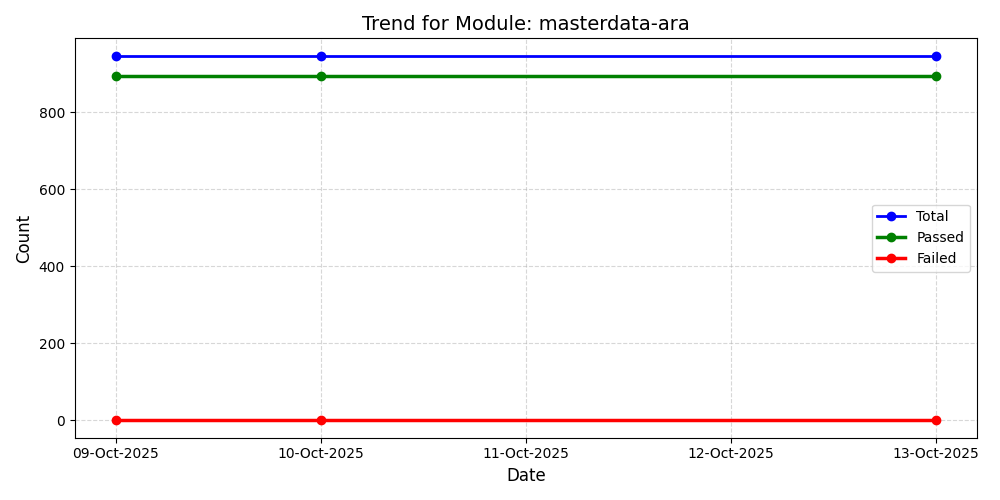 Trend for Module: masterdata-ara
Count
800
600
400
200
0
Total
Passed
Failed
09-Oct-2025
10-Oct-2025
11-Oct-2025
12-Oct-2025
13-Oct-2025
Date